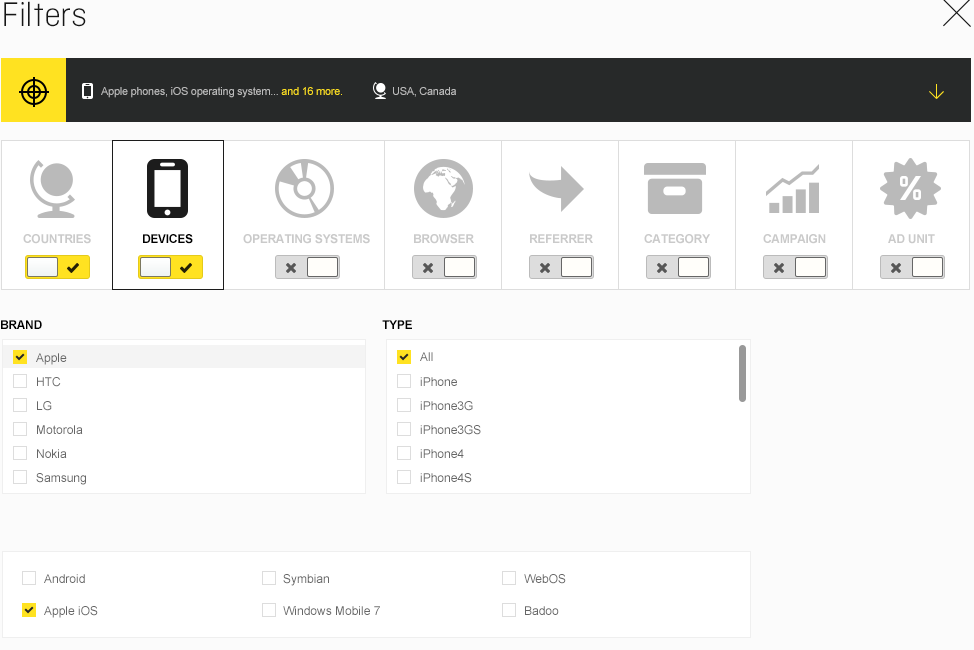 Filters
Apple phones, iOS operating system... and 16 more. USA, Canada
COUNTRIES DEVICES OPERATING SYSTEMS BROWSER REFERRER CATEGORY CAMPAIGN AD UNIT
%
BRAND TYPE
Apple All
HTC iPhone
LG iPhone3G
Motorola iPhone3GS
Nokia iPhone4
Samsung iPhone4S
Android Symbian WebOS
Apple iOS Windows Mobile 7 Badoo